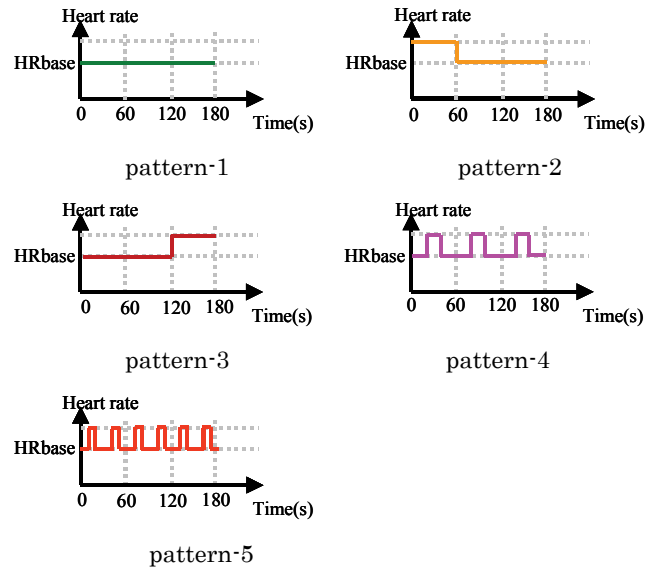 Heart rate
HRbase
0 60 120 180
Time(s)
pattern-1
Heart rate
HRbase
0 60 120 180
Time(s)
pattern-2
Heart rate
HRbase
0 60 120 180
Time(s)
pattern-3
Heart rate
HRbase
0 60 120 180
Time(s)
pattern-4
Heart rate
HRbase
0 60 120 180
Time(s)
pattern-5